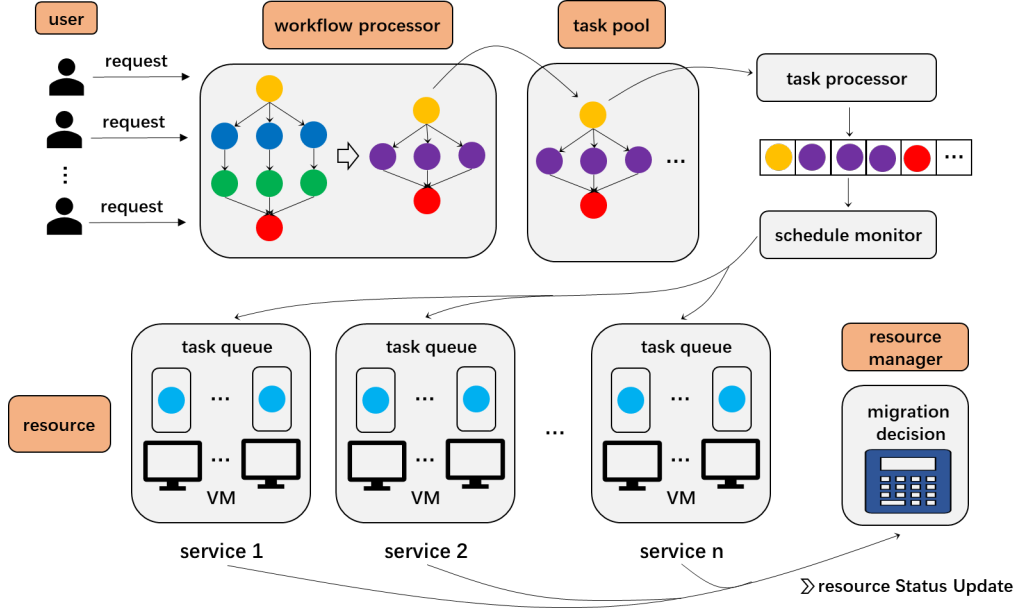 user
workflow processor
task pool
request
request
request
task processor
schedule monitor
task queue
task queue
task queue
resource
manager
resource
migration
decision
VM
VM
VM
service 1
service 2
service n
resource Status Update